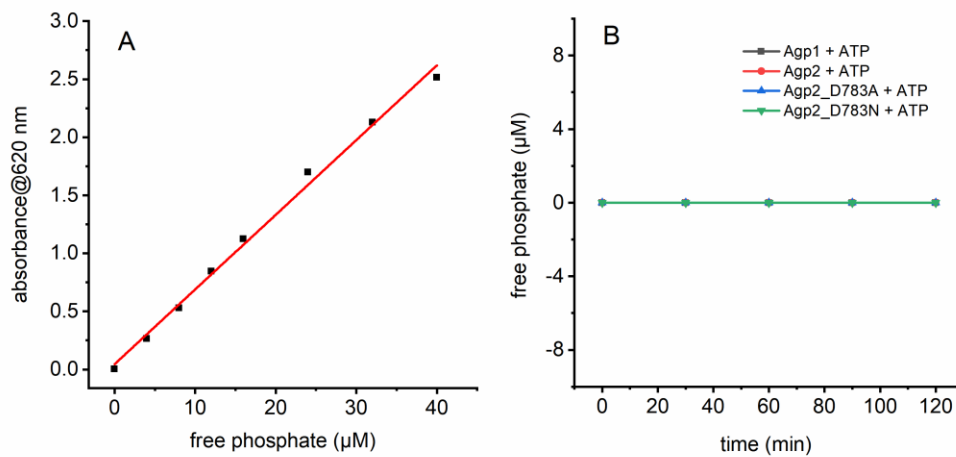 A
absorbance@620 nm
3.0
2.5
2.0
1.5
1.0
0.5
0.0
0
10
20
30
40
free phosphate (µM)
B
Agp1 + ATP
Agp2 + ATP
Agp2_D783A + ATP
Agp2_D783N + ATP
free phosphate (µM)
8
4
0
-4
-8
0
20
40
60
80
100
120
time (min)